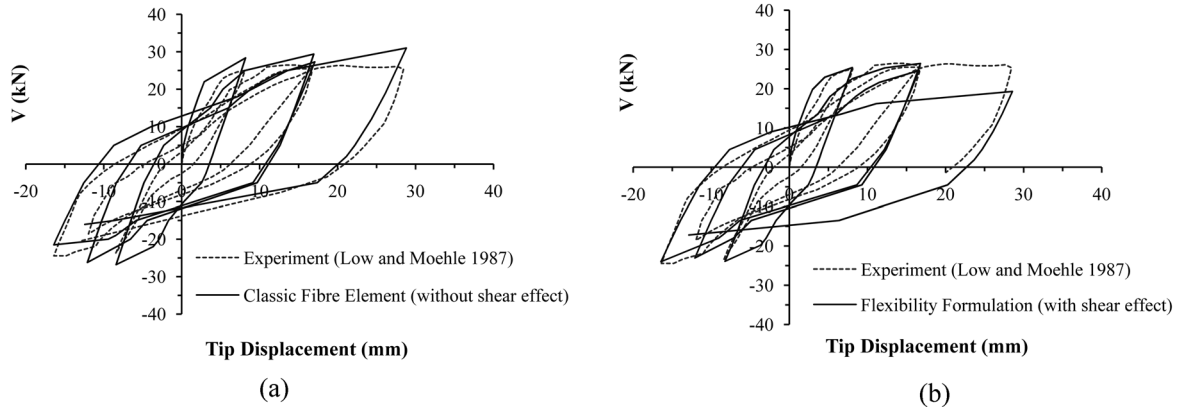 40
30
20
10
0
-10
-20
-30
-40
-20 -10 0 10 20 30 40
V (kN)
Tip Displacement (mm)
Experiment (Low and Moehle 1987)
Classic Fibre Element (without shear effect)
(a)
40
30
20
10
0
-10
-20
-30
-40
-20 -10 0 10 20 30 40
V (kN)
Tip Displacement (mm)
Experiment (Low and Moehle 1987)
Flexibility Formulation (with shear effect)
(b)